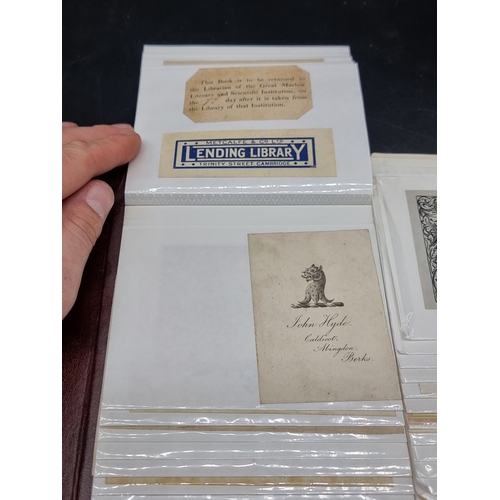 This Book is to be returned to
the Librarian of the Great Marlow
Literary and Scientific Institution, on
the day after it is taken from
the Library of that Institution.
METCALFE & CO LTD.
LENDING LIBRARY
TRINITY STREET CAMBRIDGE
John Hyde.
Caldicot,
Abingdon,
Berks.